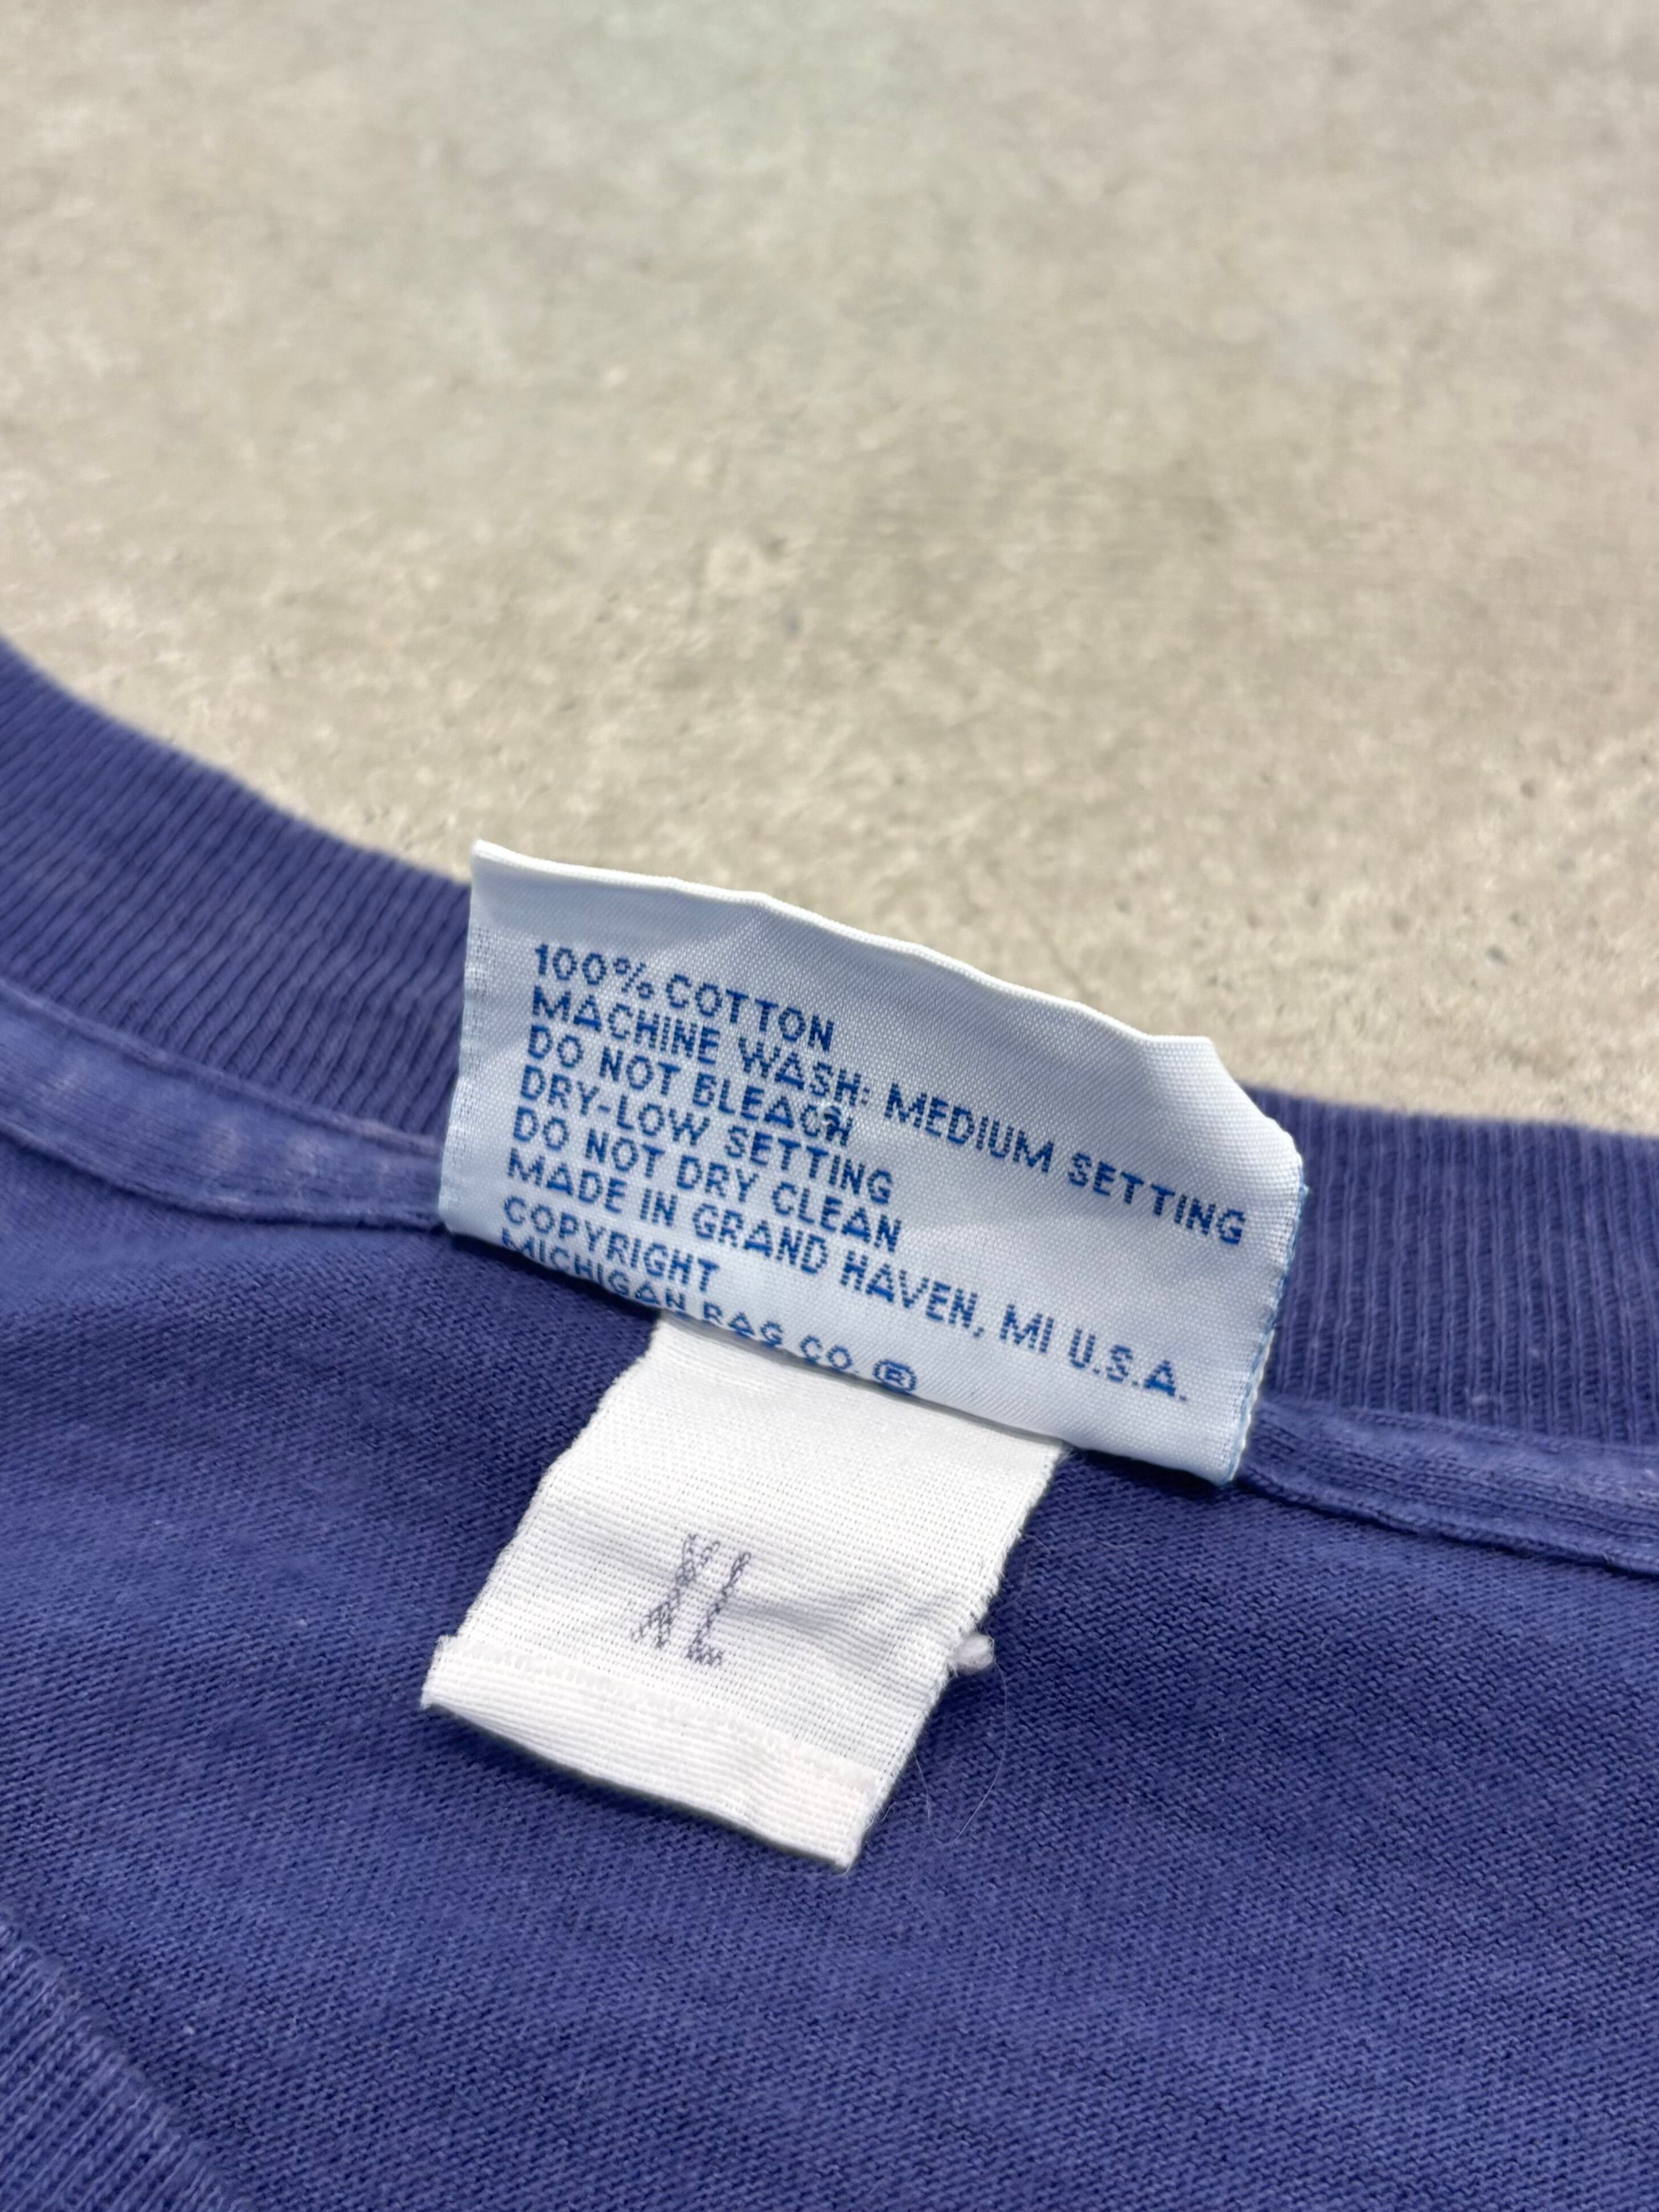 100% COTTON
MACHINE WASH: MEDIUM SETTING
DO NOT BLEACH
DRY-LOW SETTING
DO NOT DRY CLEAN
MADE IN GRAND HAVEN, MI U.S.A.
COPYRIGHT
MICHIGAN RAG CO. ®
XL